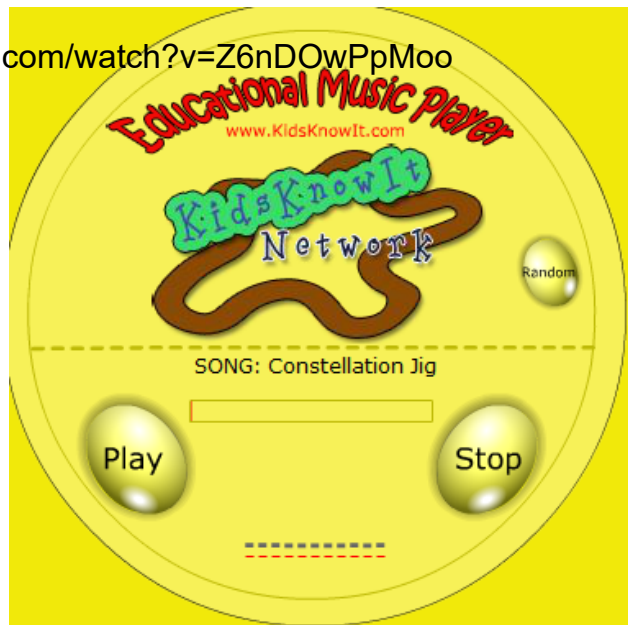 com/watch?v=Z6nDOwPpMoo
Educational Music Player
www.KidsKnowIt.com
KidsKnowIt
Network
Random
SONG: Constellation Jig
Play
Stop